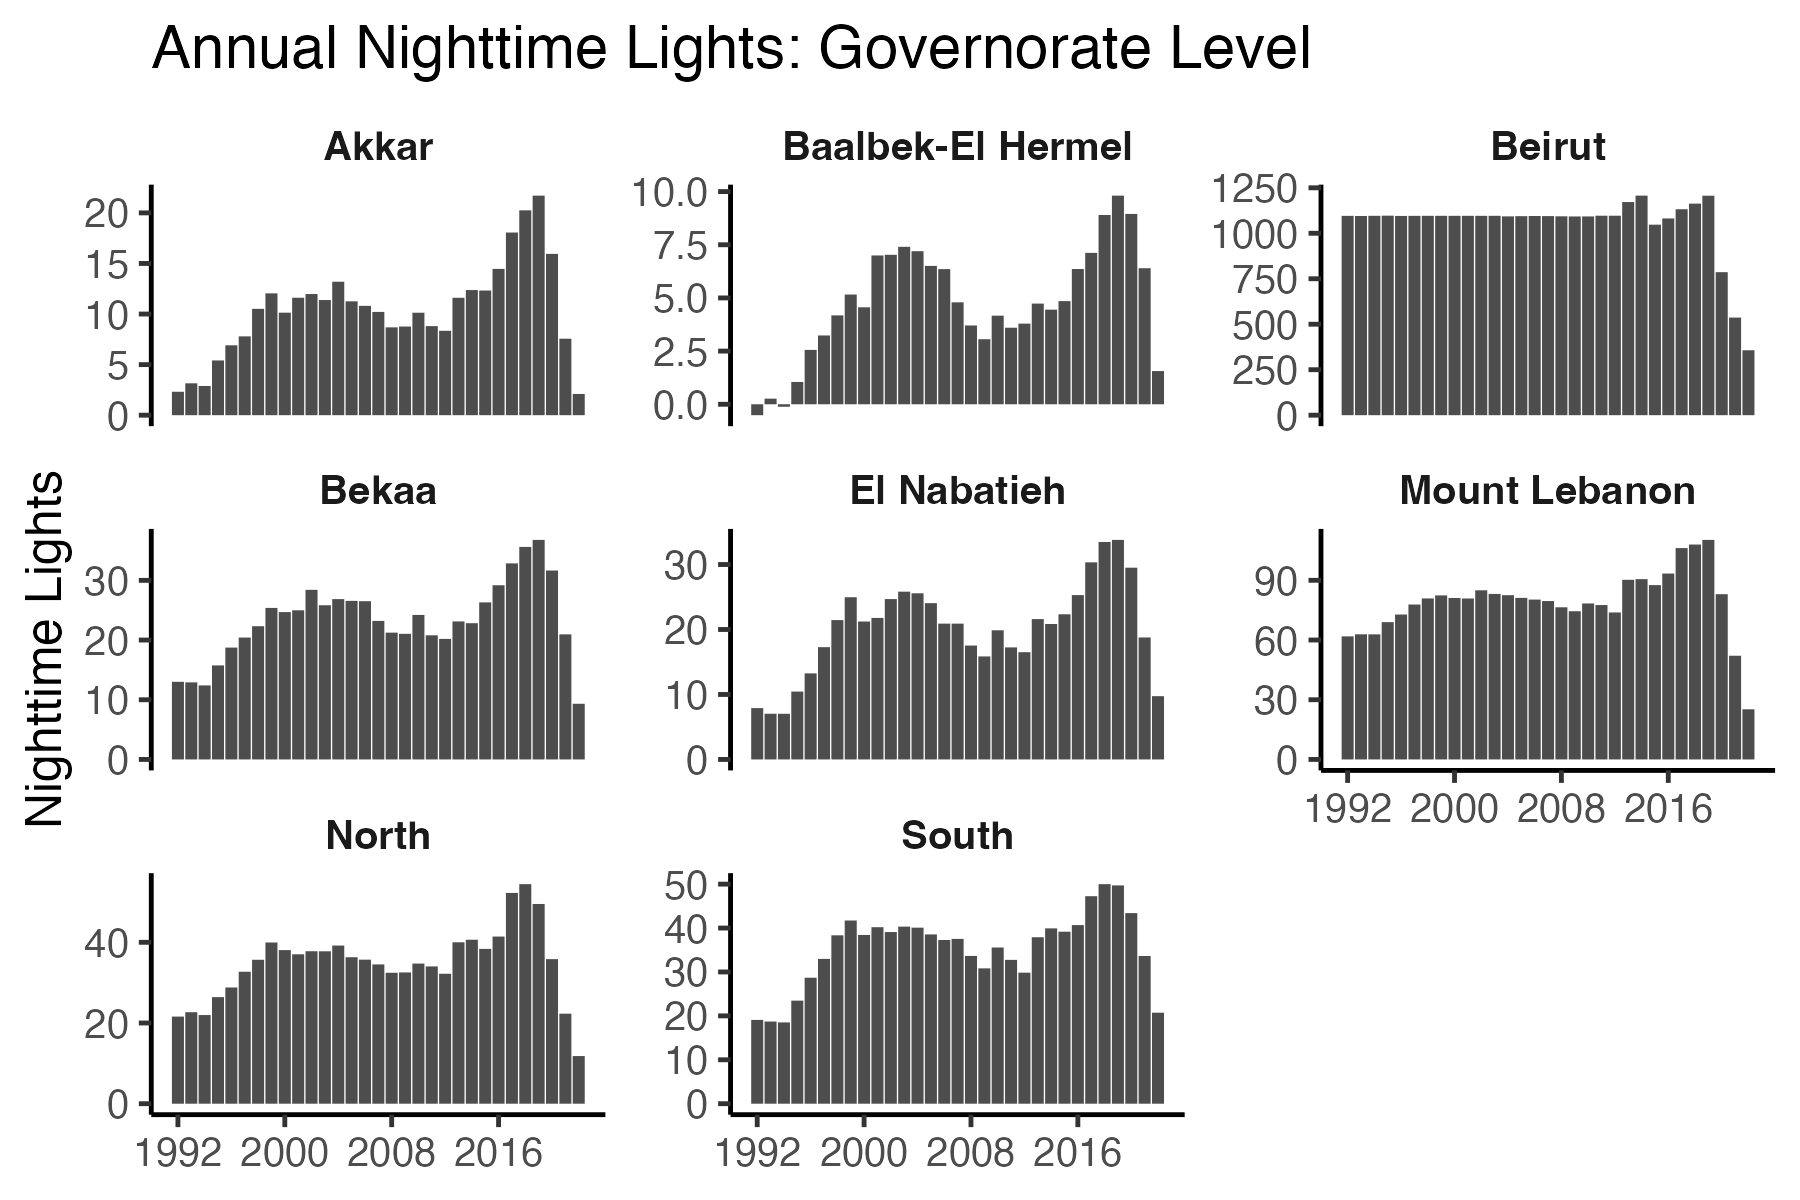 Annual Nighttime Lights: Governorate Level
Nighttime Lights
Akkar
20
15
10
5
0
Baalbek-El Hermel
10.0
7.5
5.0
2.5
0.0
Beirut
1250
1000
750
500
250
0
Bekaa
30
20
10
0
El Nabatieh
30
20
10
0
Mount Lebanon
90
60
30
0
1992 2000 2008 2016
North
40
20
0
1992 2000 2008 2016
South
50
40
30
20
10
0
1992 2000 2008 2016